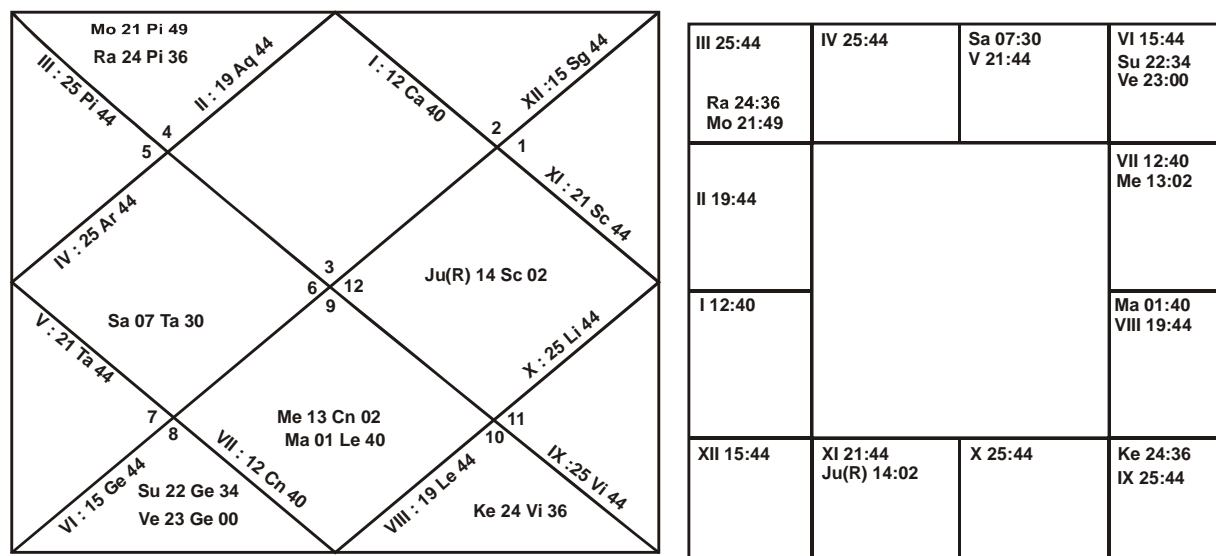 Mo 21 Pi 49
Ra 24 Pi 36
III : 25 Pi 44
II : 19 Aq 44
I : 12 Ca 40
XII :15 Sg 44
4
5
2
1
IV : 25 Ar 44
XI : 21 Sc 44
3
6 12
9
Ju(R) 14 Sc 02
Sa 07 Ta 30
V : 21 Ta 44
X : 25 Li 44
7
8
Me 13 Cn 02
Ma 01 Le 40
11
10
VI : 15 Ge 44
Su 22 Ge 34
Ve 23 Ge 00
VII : 12 Cn 40
VIII : 19 Le 44
IX :25 Vi 44
Ke 24 Vi 36
III 25:44
Ra 24:36
Mo 21:49
IV 25:44
Sa 07:30
V 21:44
VI 15:44
Su 22:34
Ve 23:00
II 19:44
VII 12:40
Me 13:02
I 12:40
Ma 01:40
VIII 19:44
XII 15:44
XI 21:44
Ju(R) 14:02
X 25:44
Ke 24:36
IX 25:44